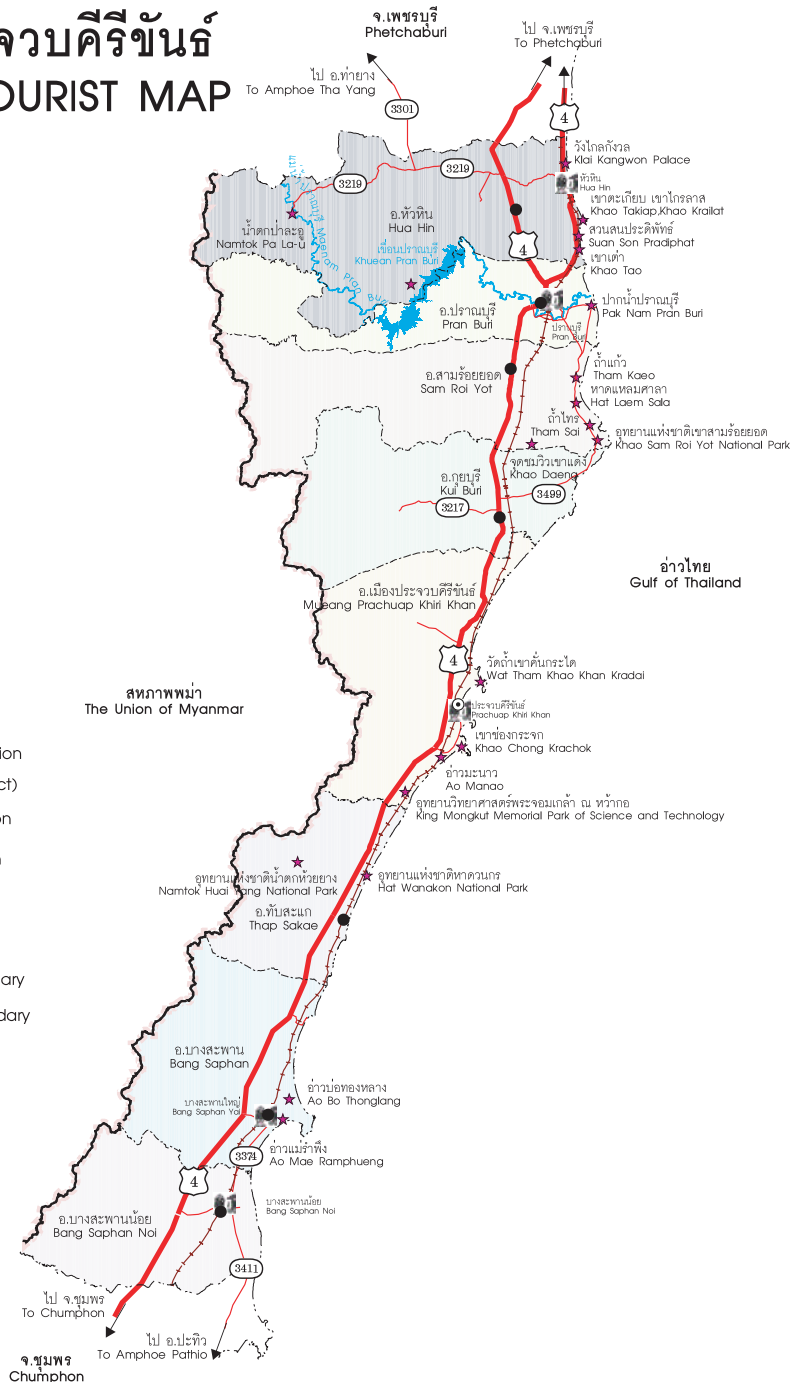 จวบคีรีขันธ์
OURIST MAP
จ.เพชรบุรี
Phetchaburi
ไป จ.เพชรบุรี
To Phetchaburi
ไป อ.ท่ายาง
To Amphoe Tha Yang
3301
4
วังไกลกังวล
Klai Kangwon Palace
3219
3219
หัวหิน
Hua Hin
เขาตะเกียบ เขาไกรลาส
Khao Takiap,Khao Krailat
อ.หัวหิน
Hua Hin
น้ำตกป่าละอู
Namtok Pa La-u
แม่น้ำปราณบุรี Maenam Pran Buri
สวนสนประดิพัทธ์
Suan Son Pradiphat
4
เขื่อนปราณบุรี
Khuean Pran Buri
เขาเต่า
Khao Tao
ปากน้ำปราณบุรี
Pak Nam Pran Buri
อ.ปราณบุรี
Pran Buri
ปราณบุรี
Pran Buri
ถ้ำแก้ว
Tham Kaeo
อ.สามร้อยยอด
Sam Roi Yot
หาดแหลมศาลา
Hat Laem Sala
ถ้ำไทร
Tham Sai
อุทยานแห่งชาติเขาสามร้อยยอด
Khao Sam Roi Yot National Park
จุดชมวิวเขาแดง
Khao Daeng
อ.กุยบุรี
Kui Buri
3499
3217
อ่าวไทย
Gulf of Thailand
อ.เมืองประจวบคีรีขันธ์
Mueang Prachuap Khiri Khan
4
วัดถ้ำเขาคั่นกระได
Wat Tham Khao Khan Kradai
สหภาพพม่า
The Union of Myanmar
ประจวบคีรีขันธ์
Prachuap Khiri Khan
เขาช่องกระจก
Khao Chong Krachok
ion
อ่าวมะนาว
Ao Manao
ct)
อุทยานวิทยาศาสตร์พระจอมเกล้า ณ หว้ากอ
King Mongkut Memorial Park of Science and Technology
on
n
อุทยานแห่งชาติน้ำตกห้วยยาง
Namtok Huai Yang National Park
อุทยานแห่งชาติหาดวนกร
Hat Wanakon National Park
อ.ทับสะแก
Thap Sakae
ary
dary
อ.บางสะพาน
Bang Saphan
อ่าวบ่อทองหลาง
Ao Bo Thonglang
บางสะพานใหญ่
Bang Saphan Yai
อ่าวแม่รำพึง
Ao Mae Ramphueng
3374
4
บางสะพานน้อย
Bang Saphan Noi
อ.บางสะพานน้อย
Bang Saphan Noi
3411
ไป จ.ชุมพร
To Chumphon
ไป อ.ปะทิว
To Amphoe Pathio
จ.ชุมพร
Chumphon